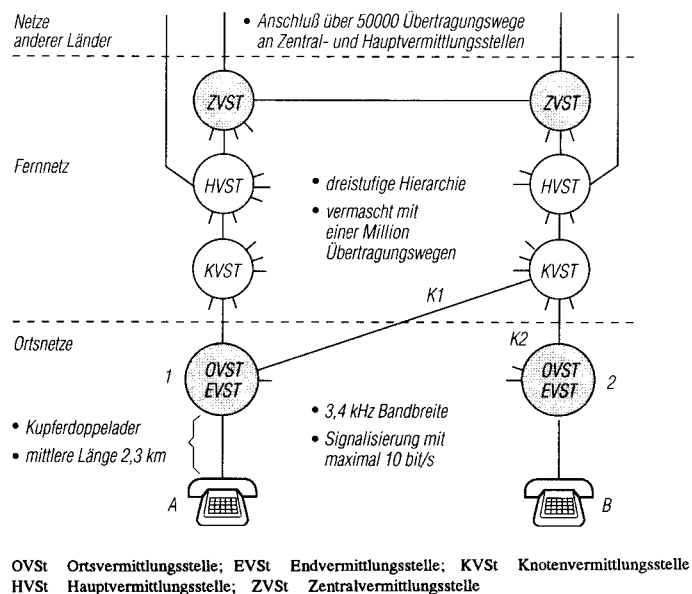 Netze
anderer Länder
• Anschluß über 50000 Übertragungswege
an Zentral- und Hauptvermittlungsstellen
ZVST
ZVST
Fernnetz
HVST
HVST
• dreistufige Hierarchie
• vermascht mit
einer Million
Übertragungswegen
KVST
KVST
K1
Ortsnetze
K2
1
OVST
EVST
OVST
EVST
2
• Kupferdoppelader
• mittlere Länge 2,3 km
• 3,4 kHz Bandbreite
• Signalisierung mit
maximal 10 bit/s
A
B
OVSt Ortsvermittlungsstelle; EVSt Endvermittlungsstelle; KVSt Knotenvermittlungsstelle
HVSt Hauptvermittlungsstelle; ZVSt Zentralvermittlungsstelle